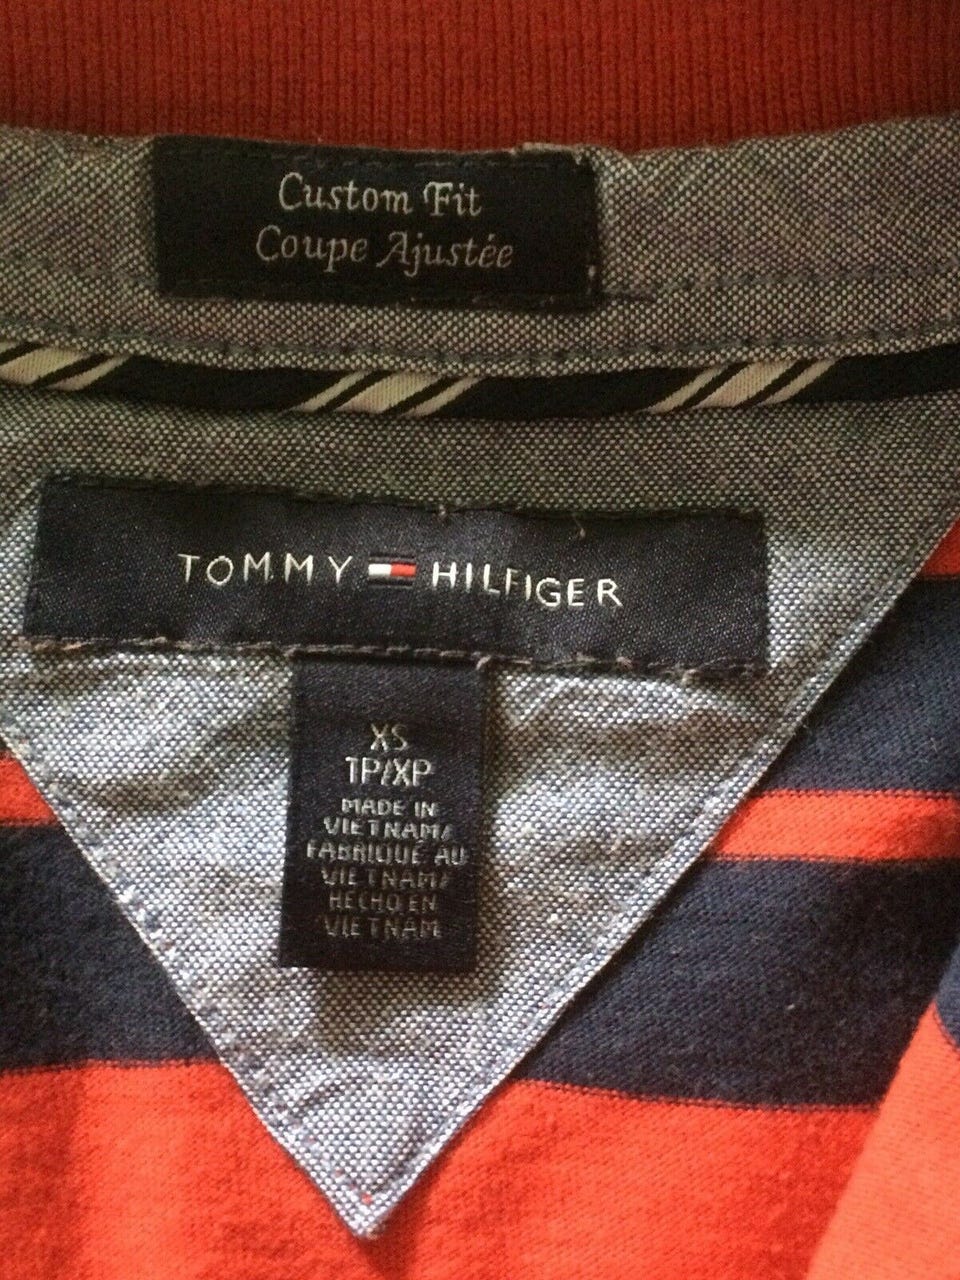 Custom Fit
Coupe Ajustée
TOMMY HILFIGER
XS
TP/XP
MADE IN
VIETNAM/
FABRIQUÉ AU
VIETNAM/
HECHO EN
VIETNAM